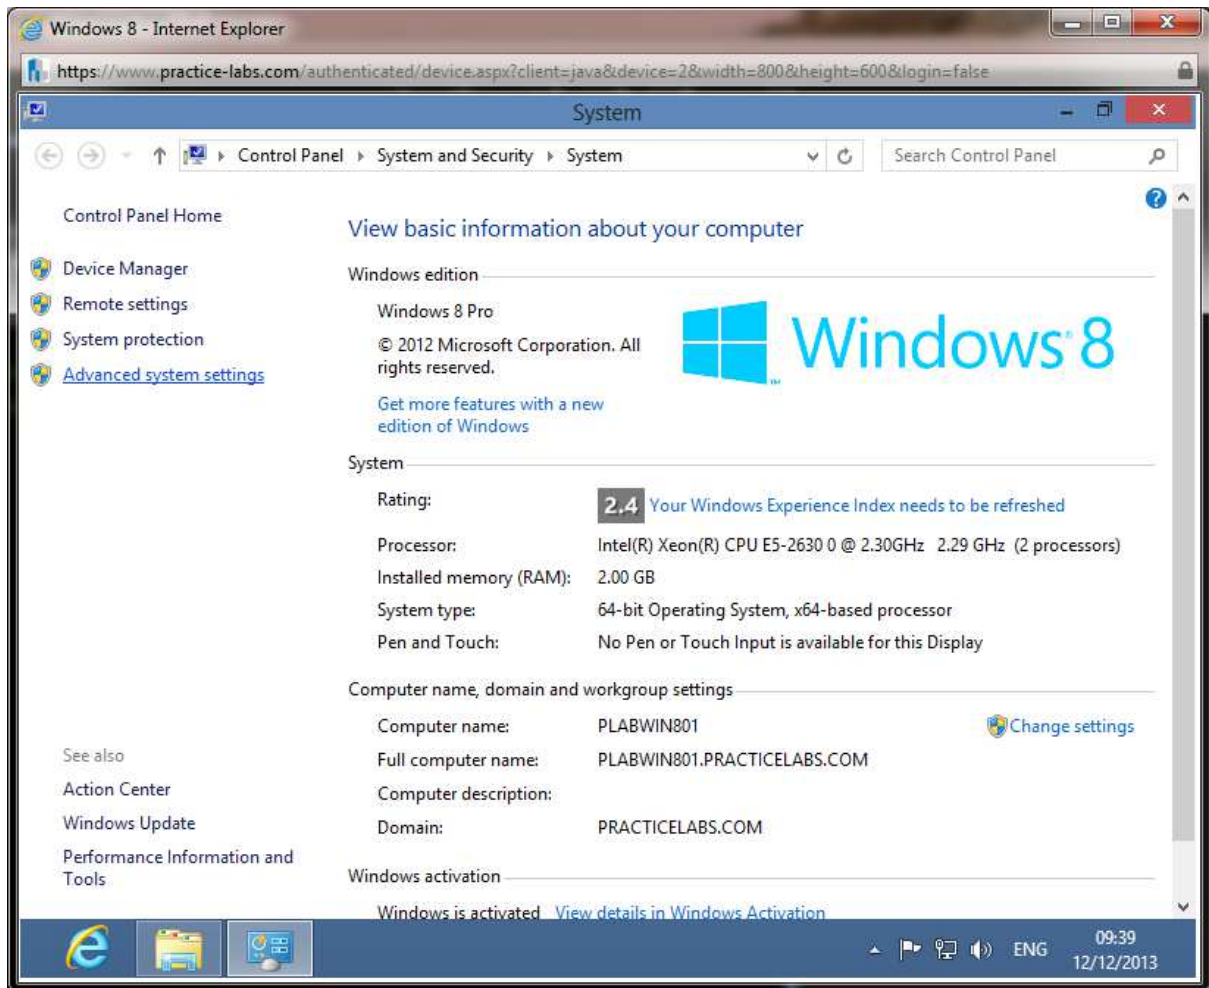 Windows 8 - Internet Explorer
https://www.practice-labs.com/authenticated/device.aspx?client=java&device=2&width=800&height=600&login=false
System
Control Panel System and Security System
Search Control Panel
Control Panel Home
Device Manager
Remote settings
System protection
Advanced system settings
See also
Action Center
Windows Update
Performance Information and
Tools
View basic information about your computer
Windows edition
Windows 8 Pro
© 2012 Microsoft Corporation. All
rights reserved.
Get more features with a new
edition of Windows
Windows 8
System
Rating: 2.4 Your Windows Experience Index needs to be refreshed
Processor: Intel(R) Xeon(R) CPU E5-2630 0 @ 2.30GHz 2.29 GHz (2 processors)
Installed memory (RAM): 2.00 GB
System type: 64-bit Operating System, x64-based processor
Pen and Touch: No Pen or Touch Input is available for this Display
Computer name, domain and workgroup settings
Computer name: PLABWIN801 Change settings
Full computer name: PLABWIN801.PRACTICELABS.COM
Computer description:
Domain: PRACTICELABS.COM
Windows activation
Windows is activated View details in Windows Activation
ENG
09:39
12/12/2013